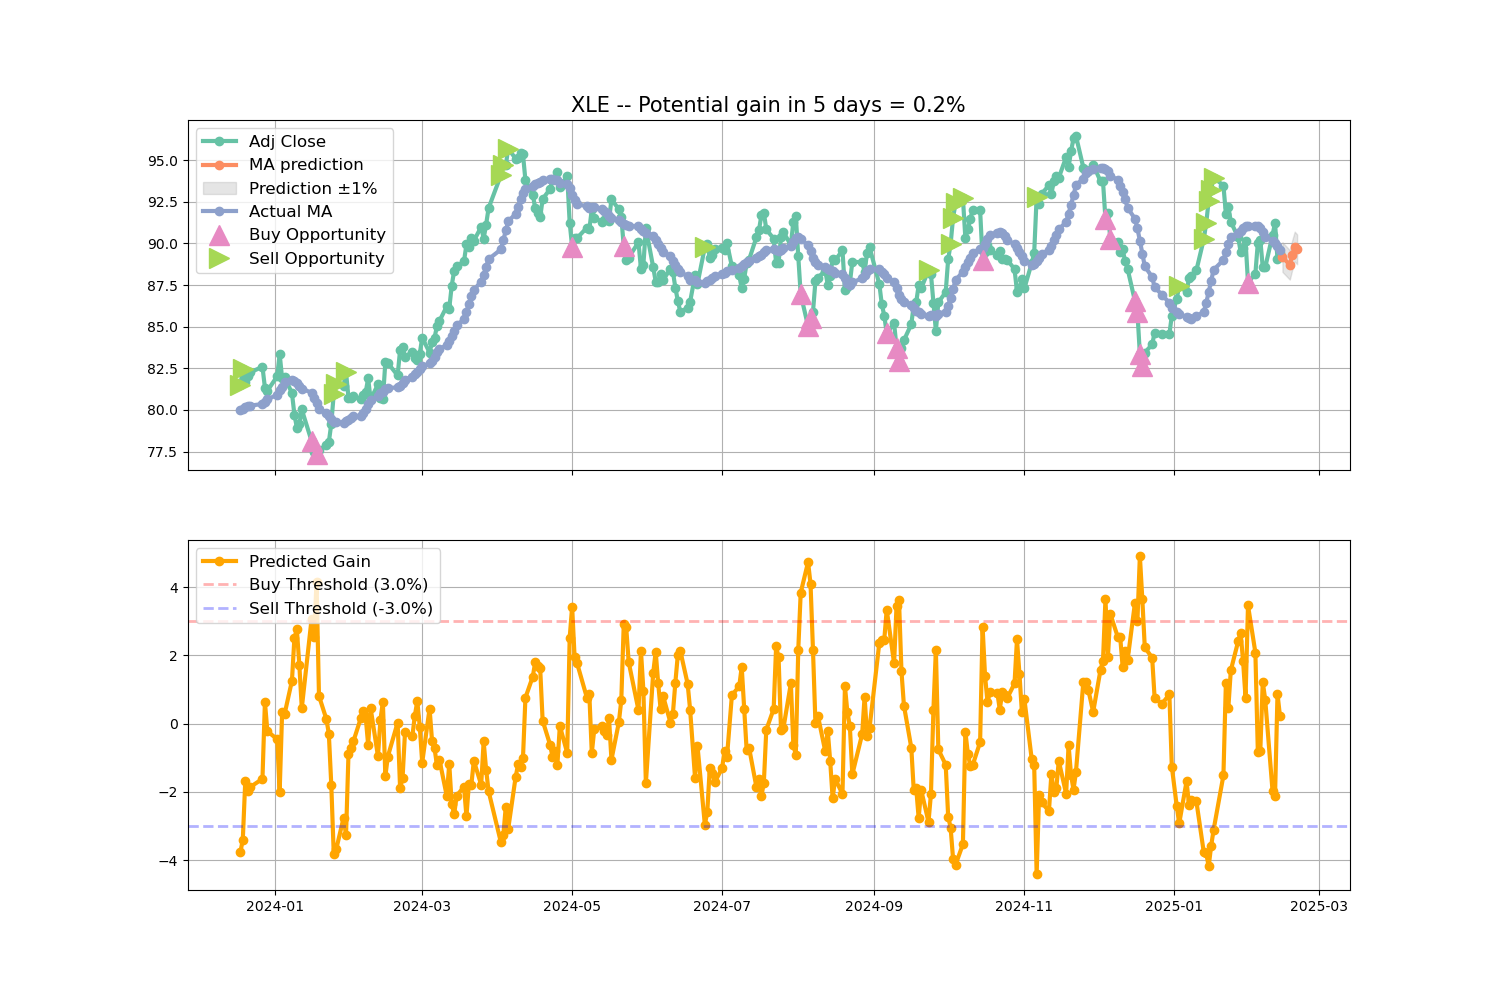 XLE -- Potential gain in 5 days = 0.2%
Adj Close
MA prediction
Prediction ±1%
Actual MA
Buy Opportunity
Sell Opportunity
95.0
92.5
90.0
87.5
85.0
82.5
80.0
77.5
Predicted Gain
Buy Threshold (3.0%)
Sell Threshold (-3.0%)
4
2
0
−2
−4
2024-01
2024-03
2024-05
2024-07
2024-09
2024-11
2025-01
2025-03